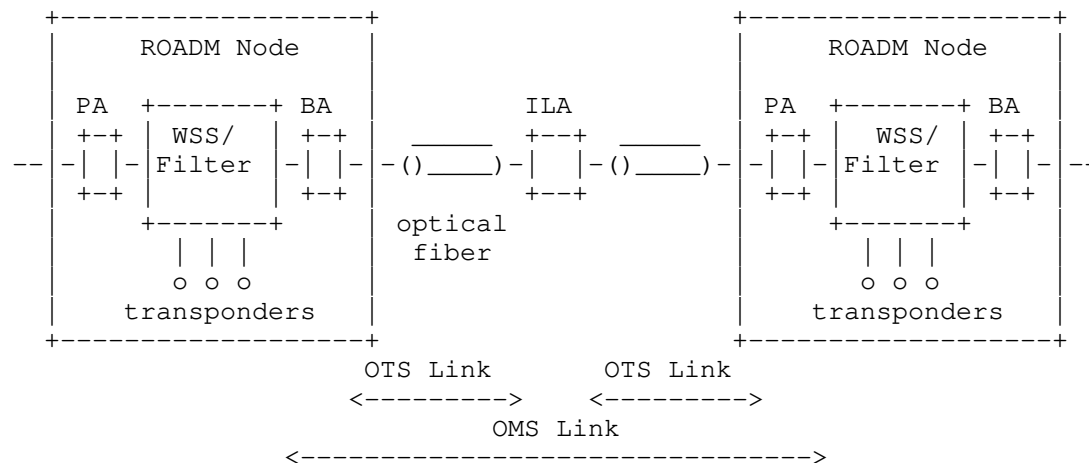 ROADM Node ROADM Node
PA BA ILA PA BA
WSS/ WSS/
Filter Filter
optical
fiber
transponders transponders
OTS Link OTS Link
OMS Link